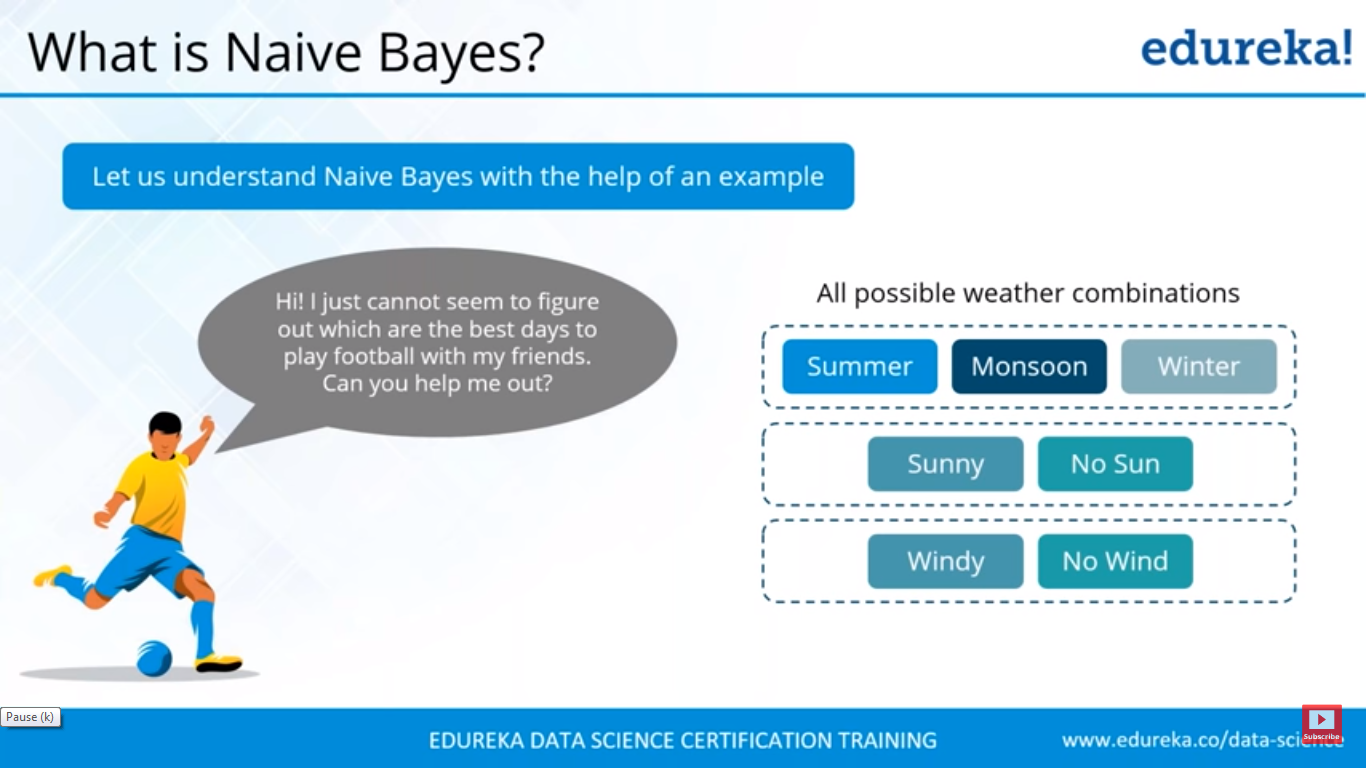 What is Naive Bayes?
edureka!
Let us understand Naive Bayes with the help of an example
Hi! I just cannot seem to figure
out which are the best days to
play football with my friends.
Can you help me out?
All possible weather combinations
Summer Monsoon Winter
Sunny No Sun
Windy No Wind
Pause (k)
EDUREKA DATA SCIENCE CERTIFICATION TRAINING
www.edureka.co/data-science
Subscribe